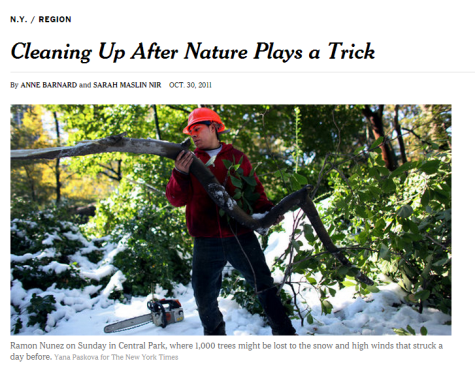 N.Y. / REGION
Cleaning Up After Nature Plays a Trick
By ANNE BARNARD and SARAH MASLIN NIR OCT. 30, 2011
Ramon Nunez on Sunday in Central Park, where 1,000 trees might be lost to the snow and high winds that struck a
day before. Yana Paskova for The New York Times